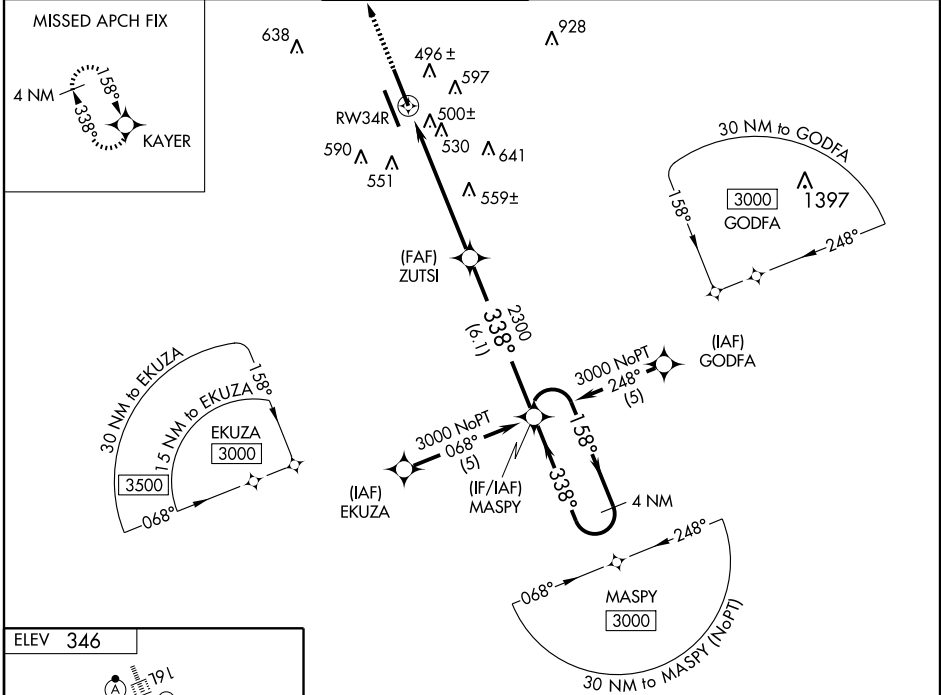 MISSED APCH FIX
4 NM
158°
338°
KAYER
638
928
496 ±
597
RW34R
500±
530
590
551
641
559±
30 NM to GODFA
3000
GODFA
1397
158°
248°
(FAF)
ZUTSI
2300
338°
(6.1)
(IAF)
GODFA
3000 NoPT
248°
(5)
30 NM to EKUZA
15 NM to EKUZA
158°
EKUZA
3000
3500
068°
3000 NoPT
068°
(5)
(IAF)
EKUZA
(IF/IAF)
MASPY
158°
338°
4 NM
068°
248°
MASPY
3000
30 NM to MASPY (NoPT)
ELEV 346
A
19L